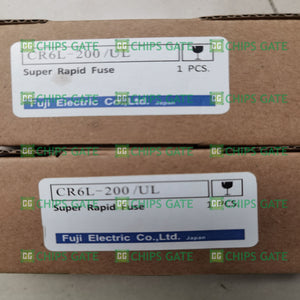 CR6L-200/UL
Super Rapid Fuse
1 PCS.
Fuji Electric Co.,Ltd. Japan
CR6L-200/UL
Super Rapid Fuse
1 PCS.
Fuji Electric Co.,Ltd. Japan
CG CHIPS GATE